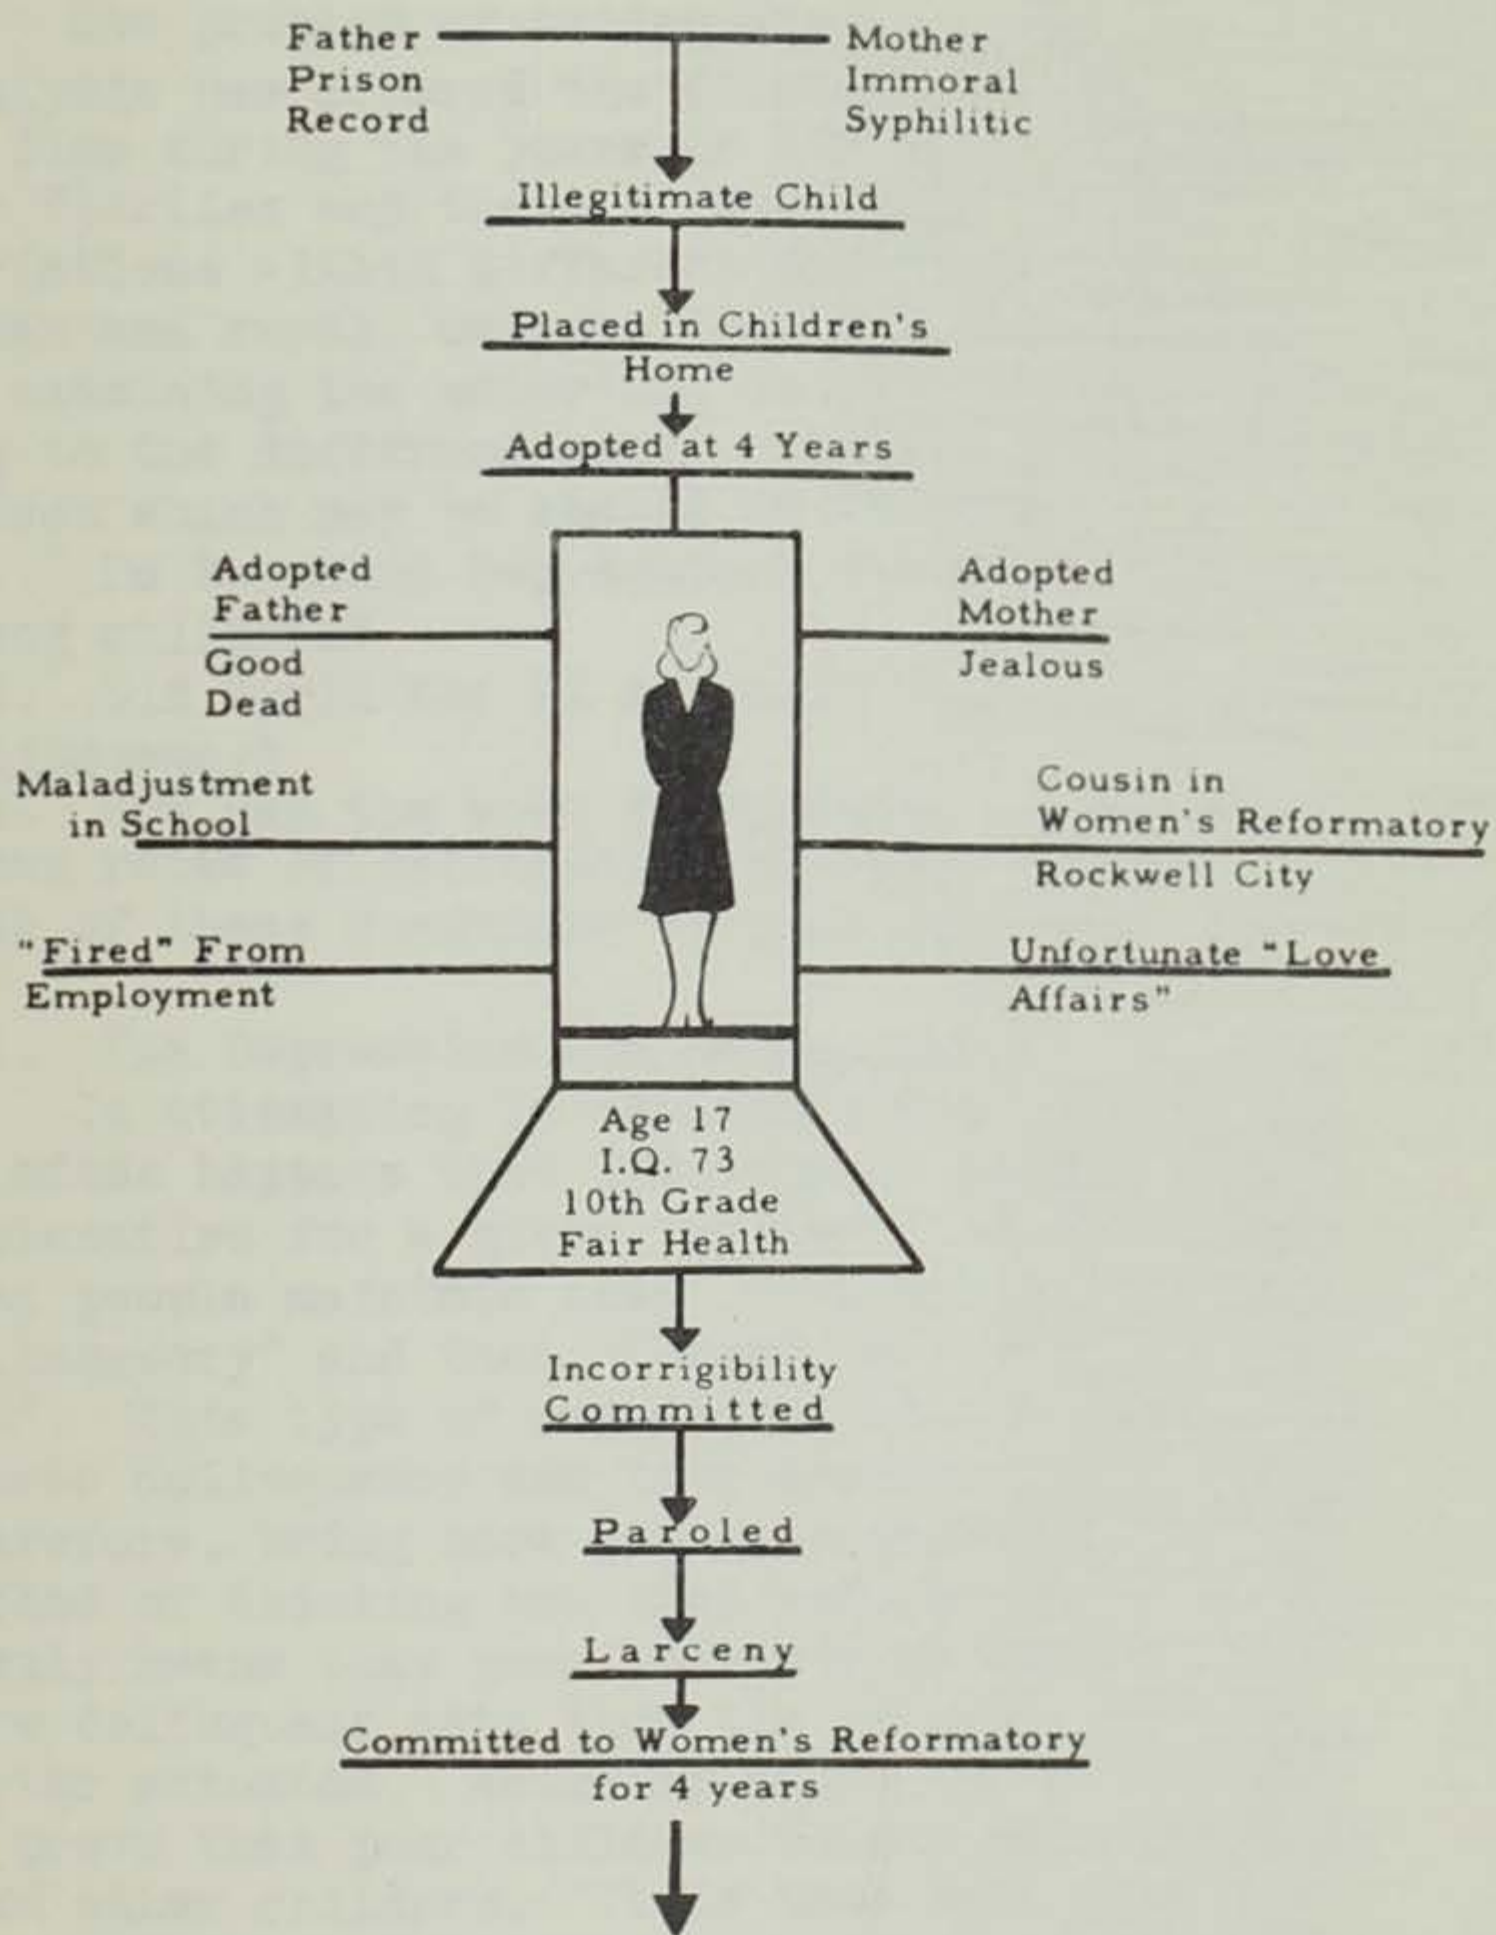 Father
Prison
Record
Mother
Immoral
Syphilitic
Illegitimate Child
Placed in Children's
Home
Adopted at 4 Years
Adopted
Father
Good
Dead
Adopted
Mother
Jealous
Maladjustment
in School
Cousin in
Women's Reformatory
Rockwell City
"Fired" From
Employment
Unfortunate "Love
Affairs"
Age 17
I.Q. 73
10th Grade
Fair Health
Incorrigibility
Committed
Paroled
Larceny
Committed to Women's Reformatory
for 4 years